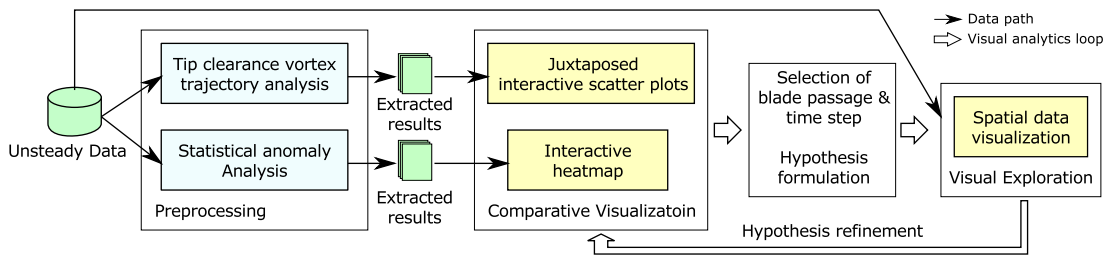 Data path
Visual analytics loop
Unsteady Data
Tip clearance vortex
trajectory analysis
Statistical anomaly
Analysis
Preprocessing
Extracted
results
Extracted
results
Juxtaposed
interactive scatter plots
Interactive
heatmap
Comparative Visualizatoin
Selection of
blade passage &
time step
Hypothesis
formulation
Spatial data
visualization
Visual Exploration
Hypothesis refinement